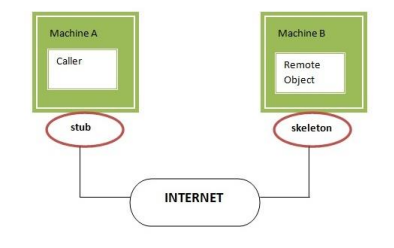 Machine A
Caller
stub
Machine B
Remote
Object
skeleton
INTERNET